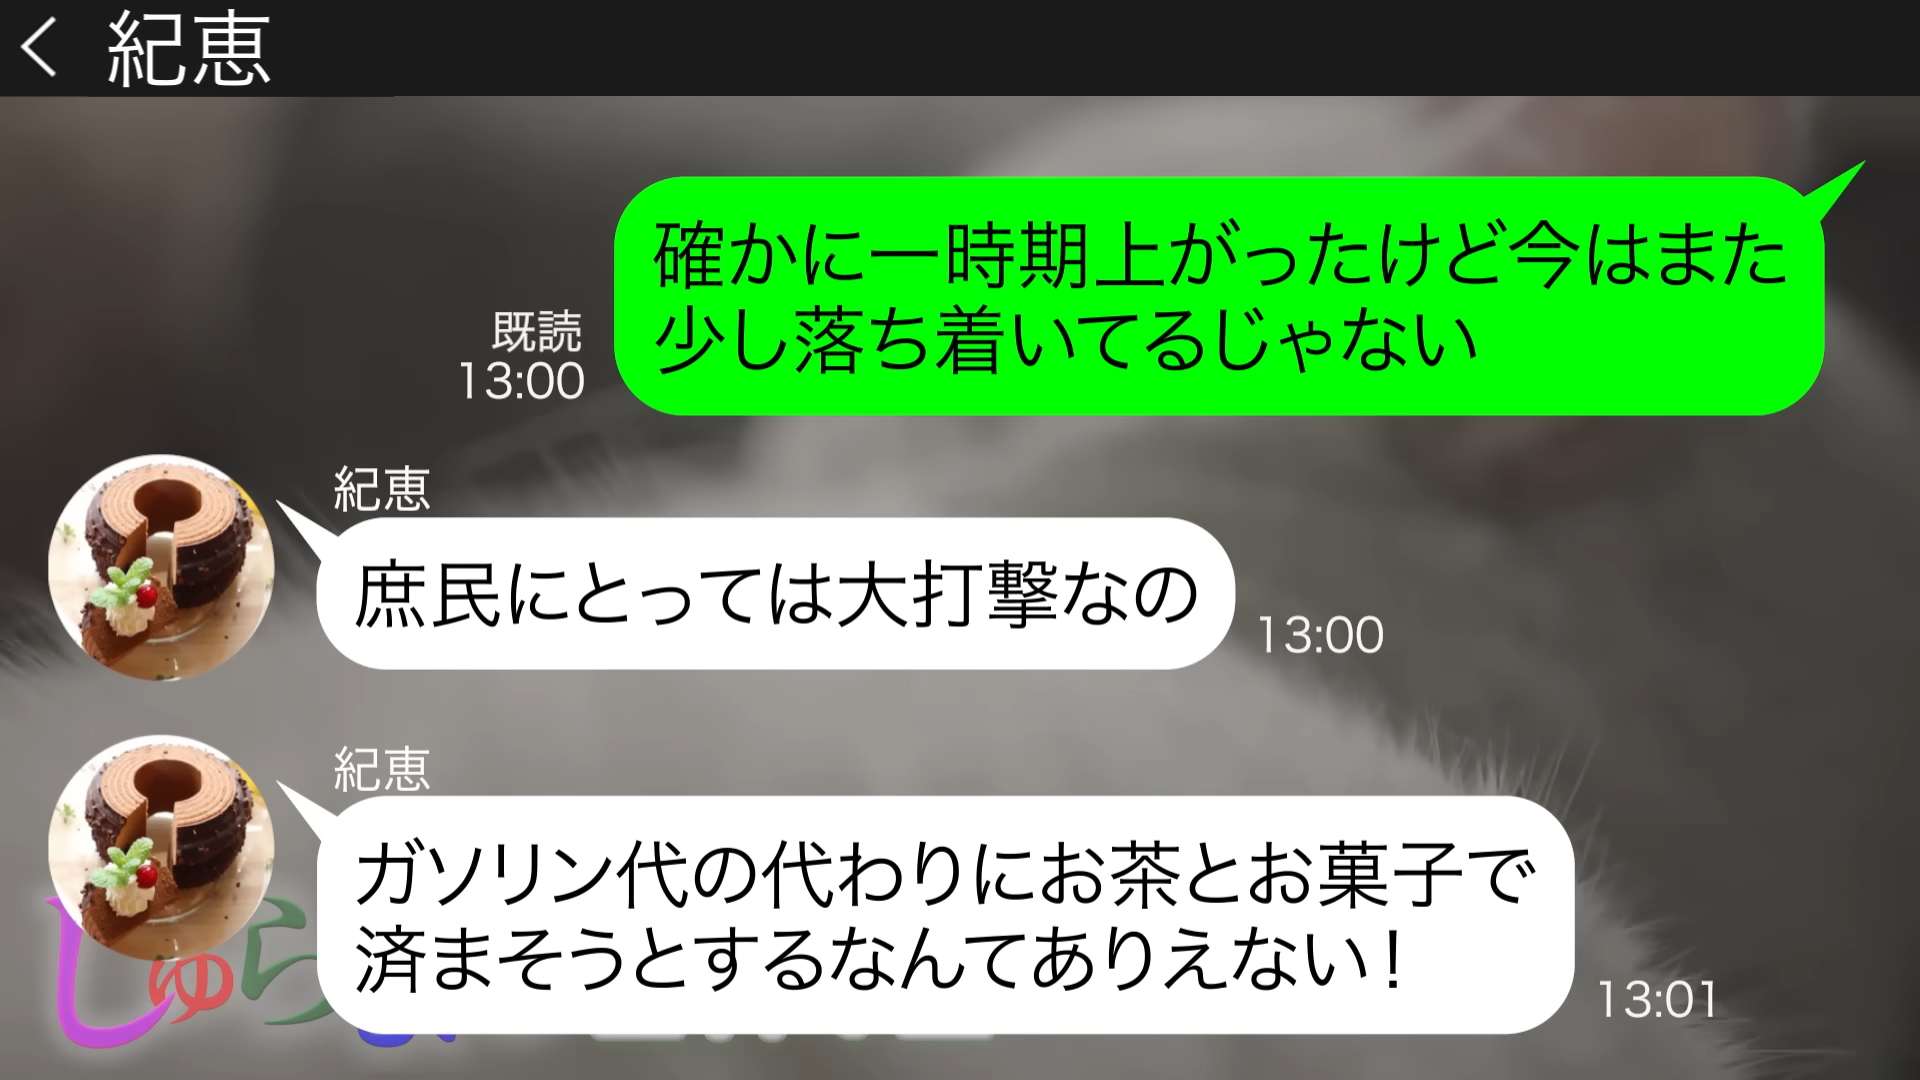 紀恵
確かに一時期上がったけど今はまた
少し落ち着いてるじゃない
既読
13:00
紀恵
庶民にとっては大打撃なの
13:00
紀恵
ガソリン代の代わりにお茶とお菓子で
済まそうとするなんてありえない！
13:01
しゅら